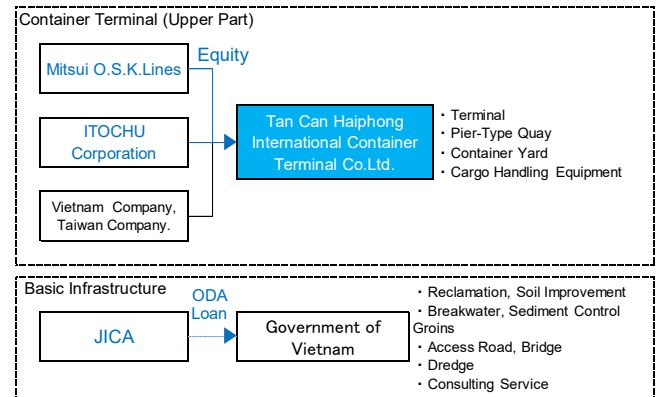 Container Terminal (Upper Part)
Mitsui O.S.K.Lines
Equity
ITOCHU
Corporation
Vietnam Company,
Taiwan Company.
Tan Can Haiphong
International Container
Terminal Co.Ltd.
・Terminal
・Pier-Type Quay
・Container Yard
・Cargo Handling Equipment
Basic Infrastructure
JICA
ODA
Loan
Government of
Vietnam
・Reclamation, Soil Improvement
・Breakwater, Sediment Control
Groins
・Access Road, Bridge
・Dredge
・Consulting Service